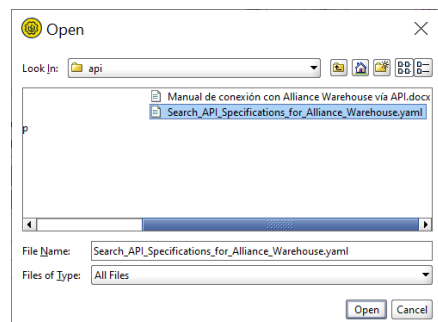 Open
Look In: api
Manual de conexión con Alliance Warehouse vía API.docx
Search_API_Specifications_for_Alliance_Warehouse.yaml
p
File Name: Search_API_Specifications_for_Alliance_Warehouse.yaml
Files of Type: All Files
Open Cancel